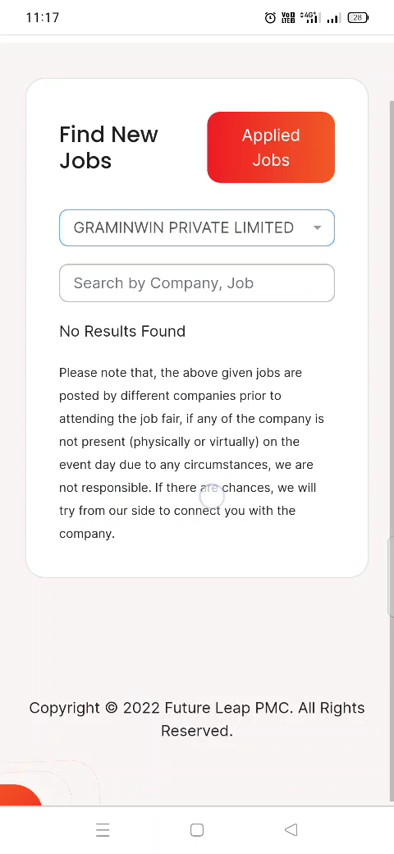 11:17
VoD LTE 4G+ 28
Find New
Jobs
Applied
Jobs
GRAMINWIN PRIVATE LIMITED
Search by Company, Job
No Results Found
Please note that, the above given jobs are
posted by different companies prior to
attending the job fair, if any of the company is
not present (physically or virtually) on the
event day due to any circumstances, we are
not responsible. If there are chances, we will
try from our side to connect you with the
company.
Copyright © 2022 Future Leap PMC. All Rights
Reserved.